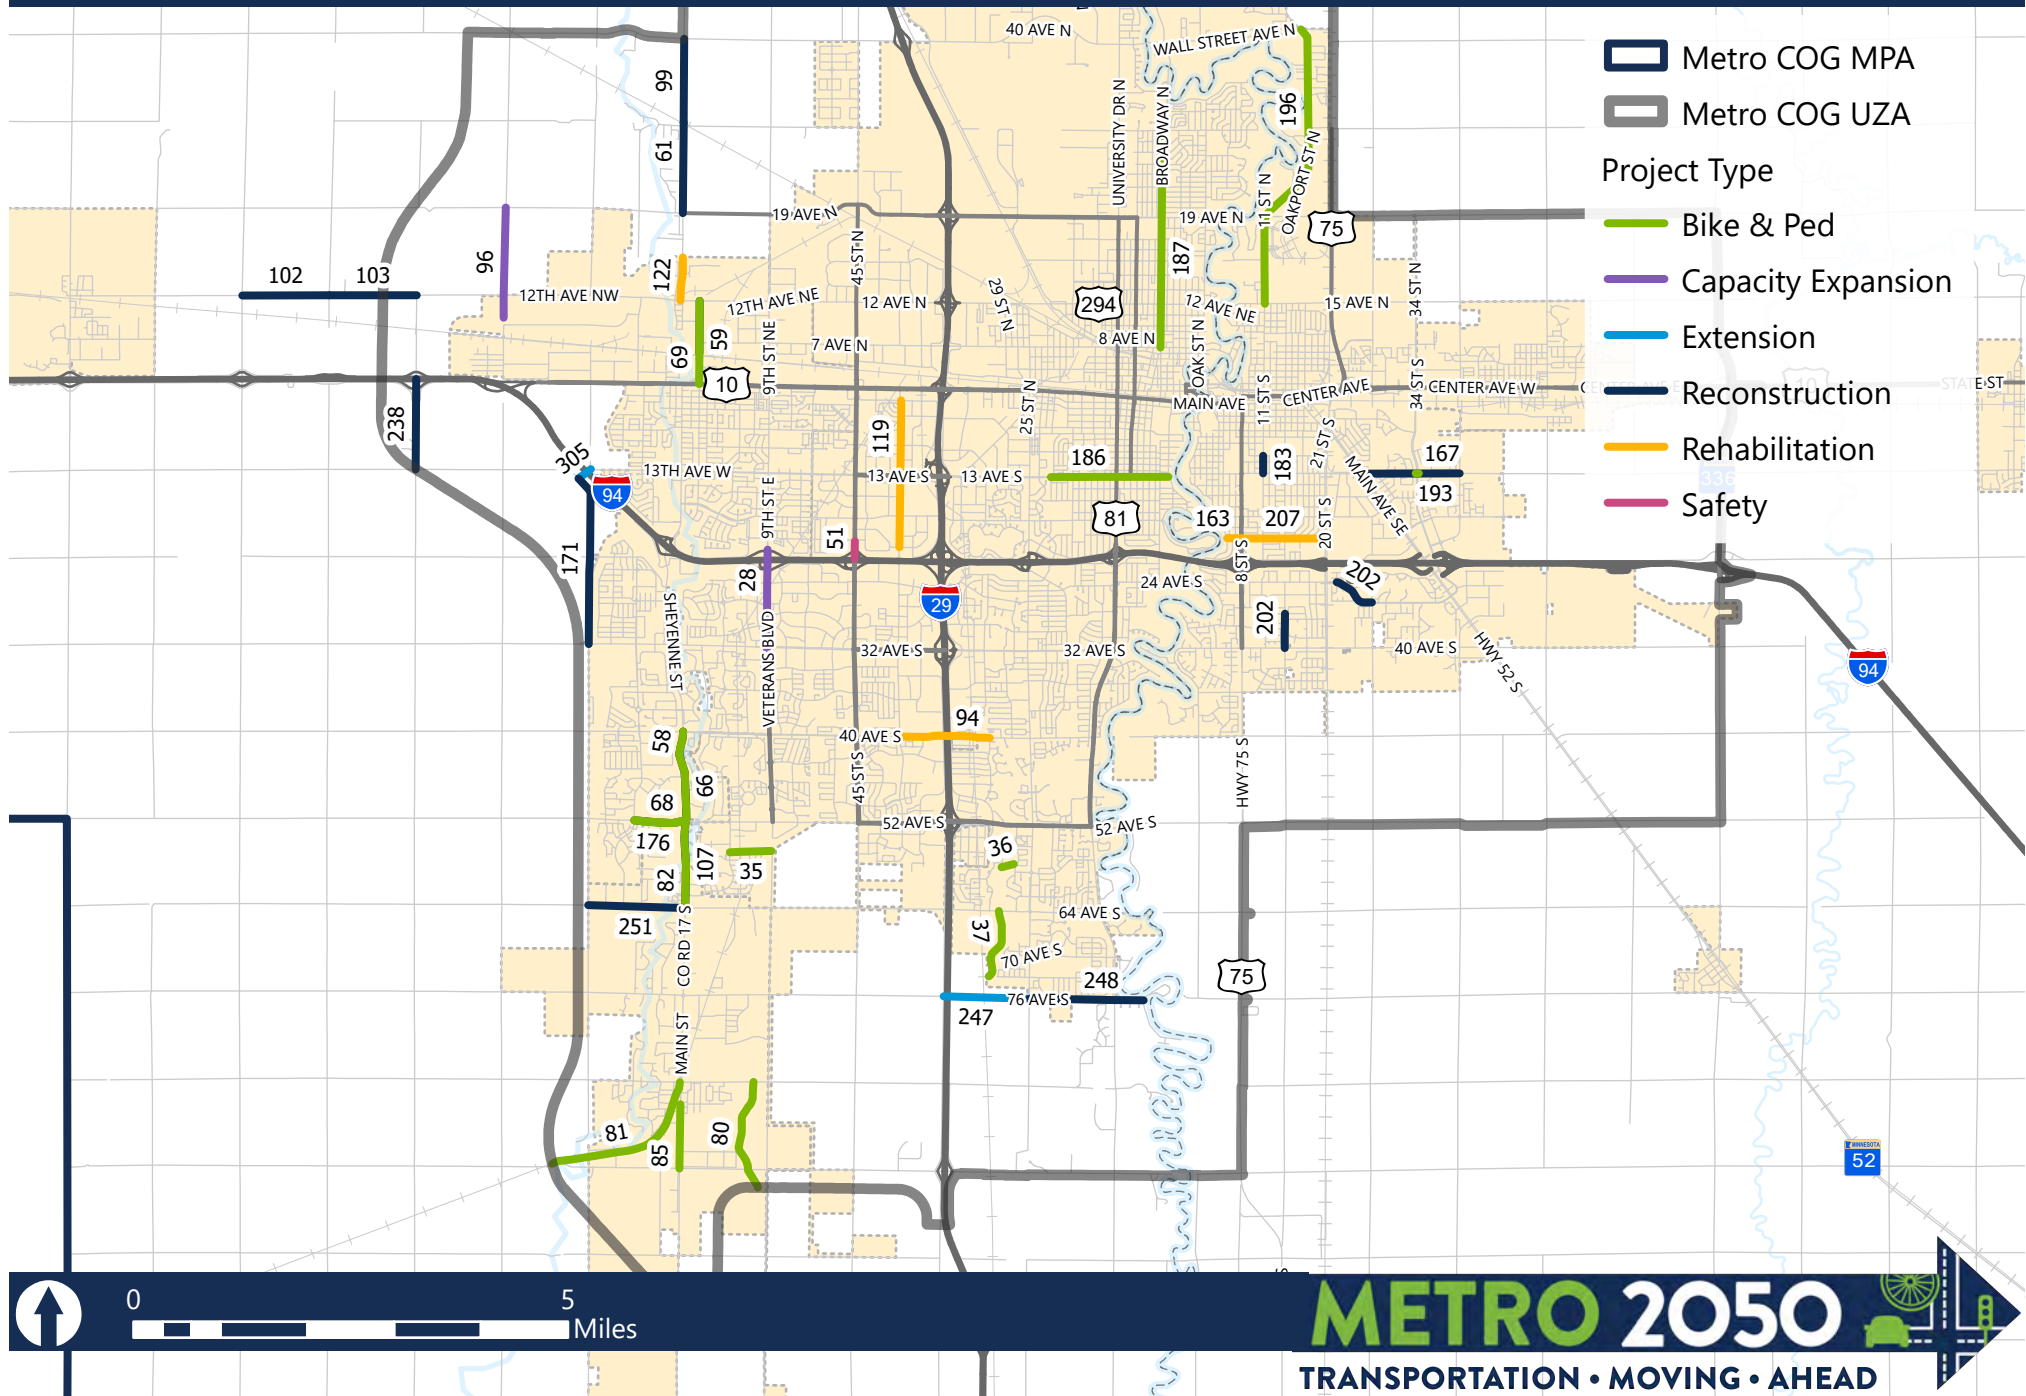 40 AVE N
WALL STREET AVE N
Metro COG MPA
Metro COG UZA
Project Type
Bike & Ped
Capacity Expansion
Extension
Reconstruction
Rehabilitation
Safety
99
61
UNIVERSITY DR N
BROADWAY N
196
OAKPORT ST N
11 ST N
19 AVE N
19 AVE N
75
45 ST N
187
96
122
102
103
12TH AVE NW
12TH AVE NE
12 AVE N
29 ST N
294
12 AVE NE
15 AVE N
34 ST N
59
69
9TH ST NE
7 AVE N
8 AVE N
OAK ST N
10
10
CENTER AVE
CENTER AVE W
CENTER AVE E
STATE ST
MAIN AVE
11 ST S
34 ST S
25 ST N
238
119
21 ST S
305
13TH AVE W
13 AVE S
13 AVE S
186
183
MAIN AVE SE
167
193
336
94
9TH ST E
81
163
207
20 ST S
51
171
28
24 AVE S
8 ST S
202
29
202
SHEYENNE ST
VETERANS BLVD
32 AVE S
32 AVE S
40 AVE S
HWY 52 S
94
58
40 AVE S
94
66
45 ST S
HWY 75 S
68
52 AVE S
52 AVE S
176
107
35
36
82
251
CO RD 17 S
64 AVE S
37
70 AVE S
248
75
76 AVE S
247
MAIN ST
81
85
80
MINNESOTA
52
0
5
Miles
METRO 2050
TRANSPORTATION • MOVING • AHEAD